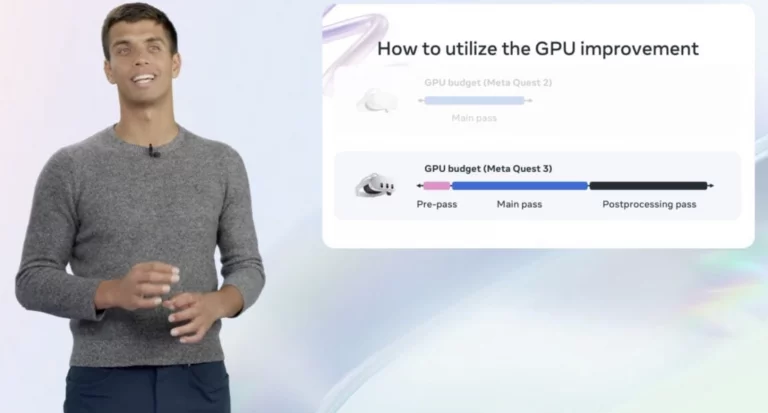 How to utilize the GPU improvement
GPU budget (Meta Quest 2)
Main pass
GPU budget (Meta Quest 3)
Pre-pass Main pass Postprocessing pass